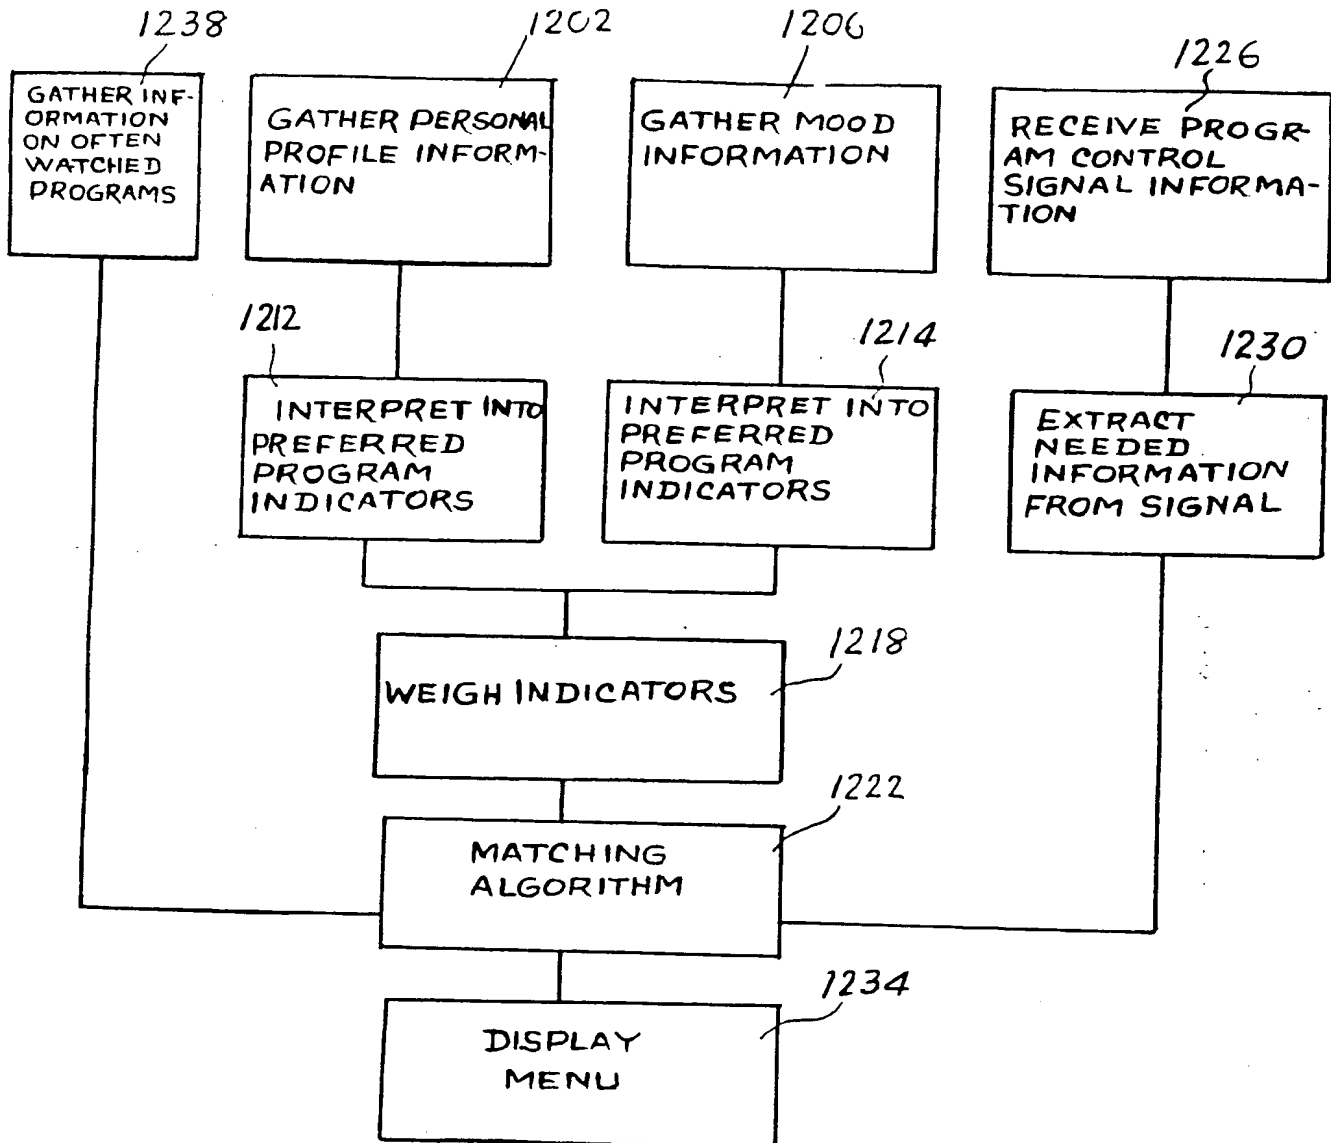 1238
1202
1206
1226
GATHER INF-
ORMATION
ON OFTEN
WATCHED
PROGRAMS
GATHER PERSONAL
PROFILE INFORM-
ATION
GATHER MOOD
INFORMATION
RECEIVE PROGR-
AM CONTROL
SIGNAL INFORMA-
TION
1212
1214
1230
INTERPRET INTO
PREFERRED
PROGRAM
INDICATORS
INTERPRET INTO
PREFERRED
PROGRAM
INDICATORS
EXTRACT
NEEDED
INFORMATION
FROM SIGNAL
1218
WEIGH INDICATORS
1222
MATCHING
ALGORITHM
1234
DISPLAY
MENU